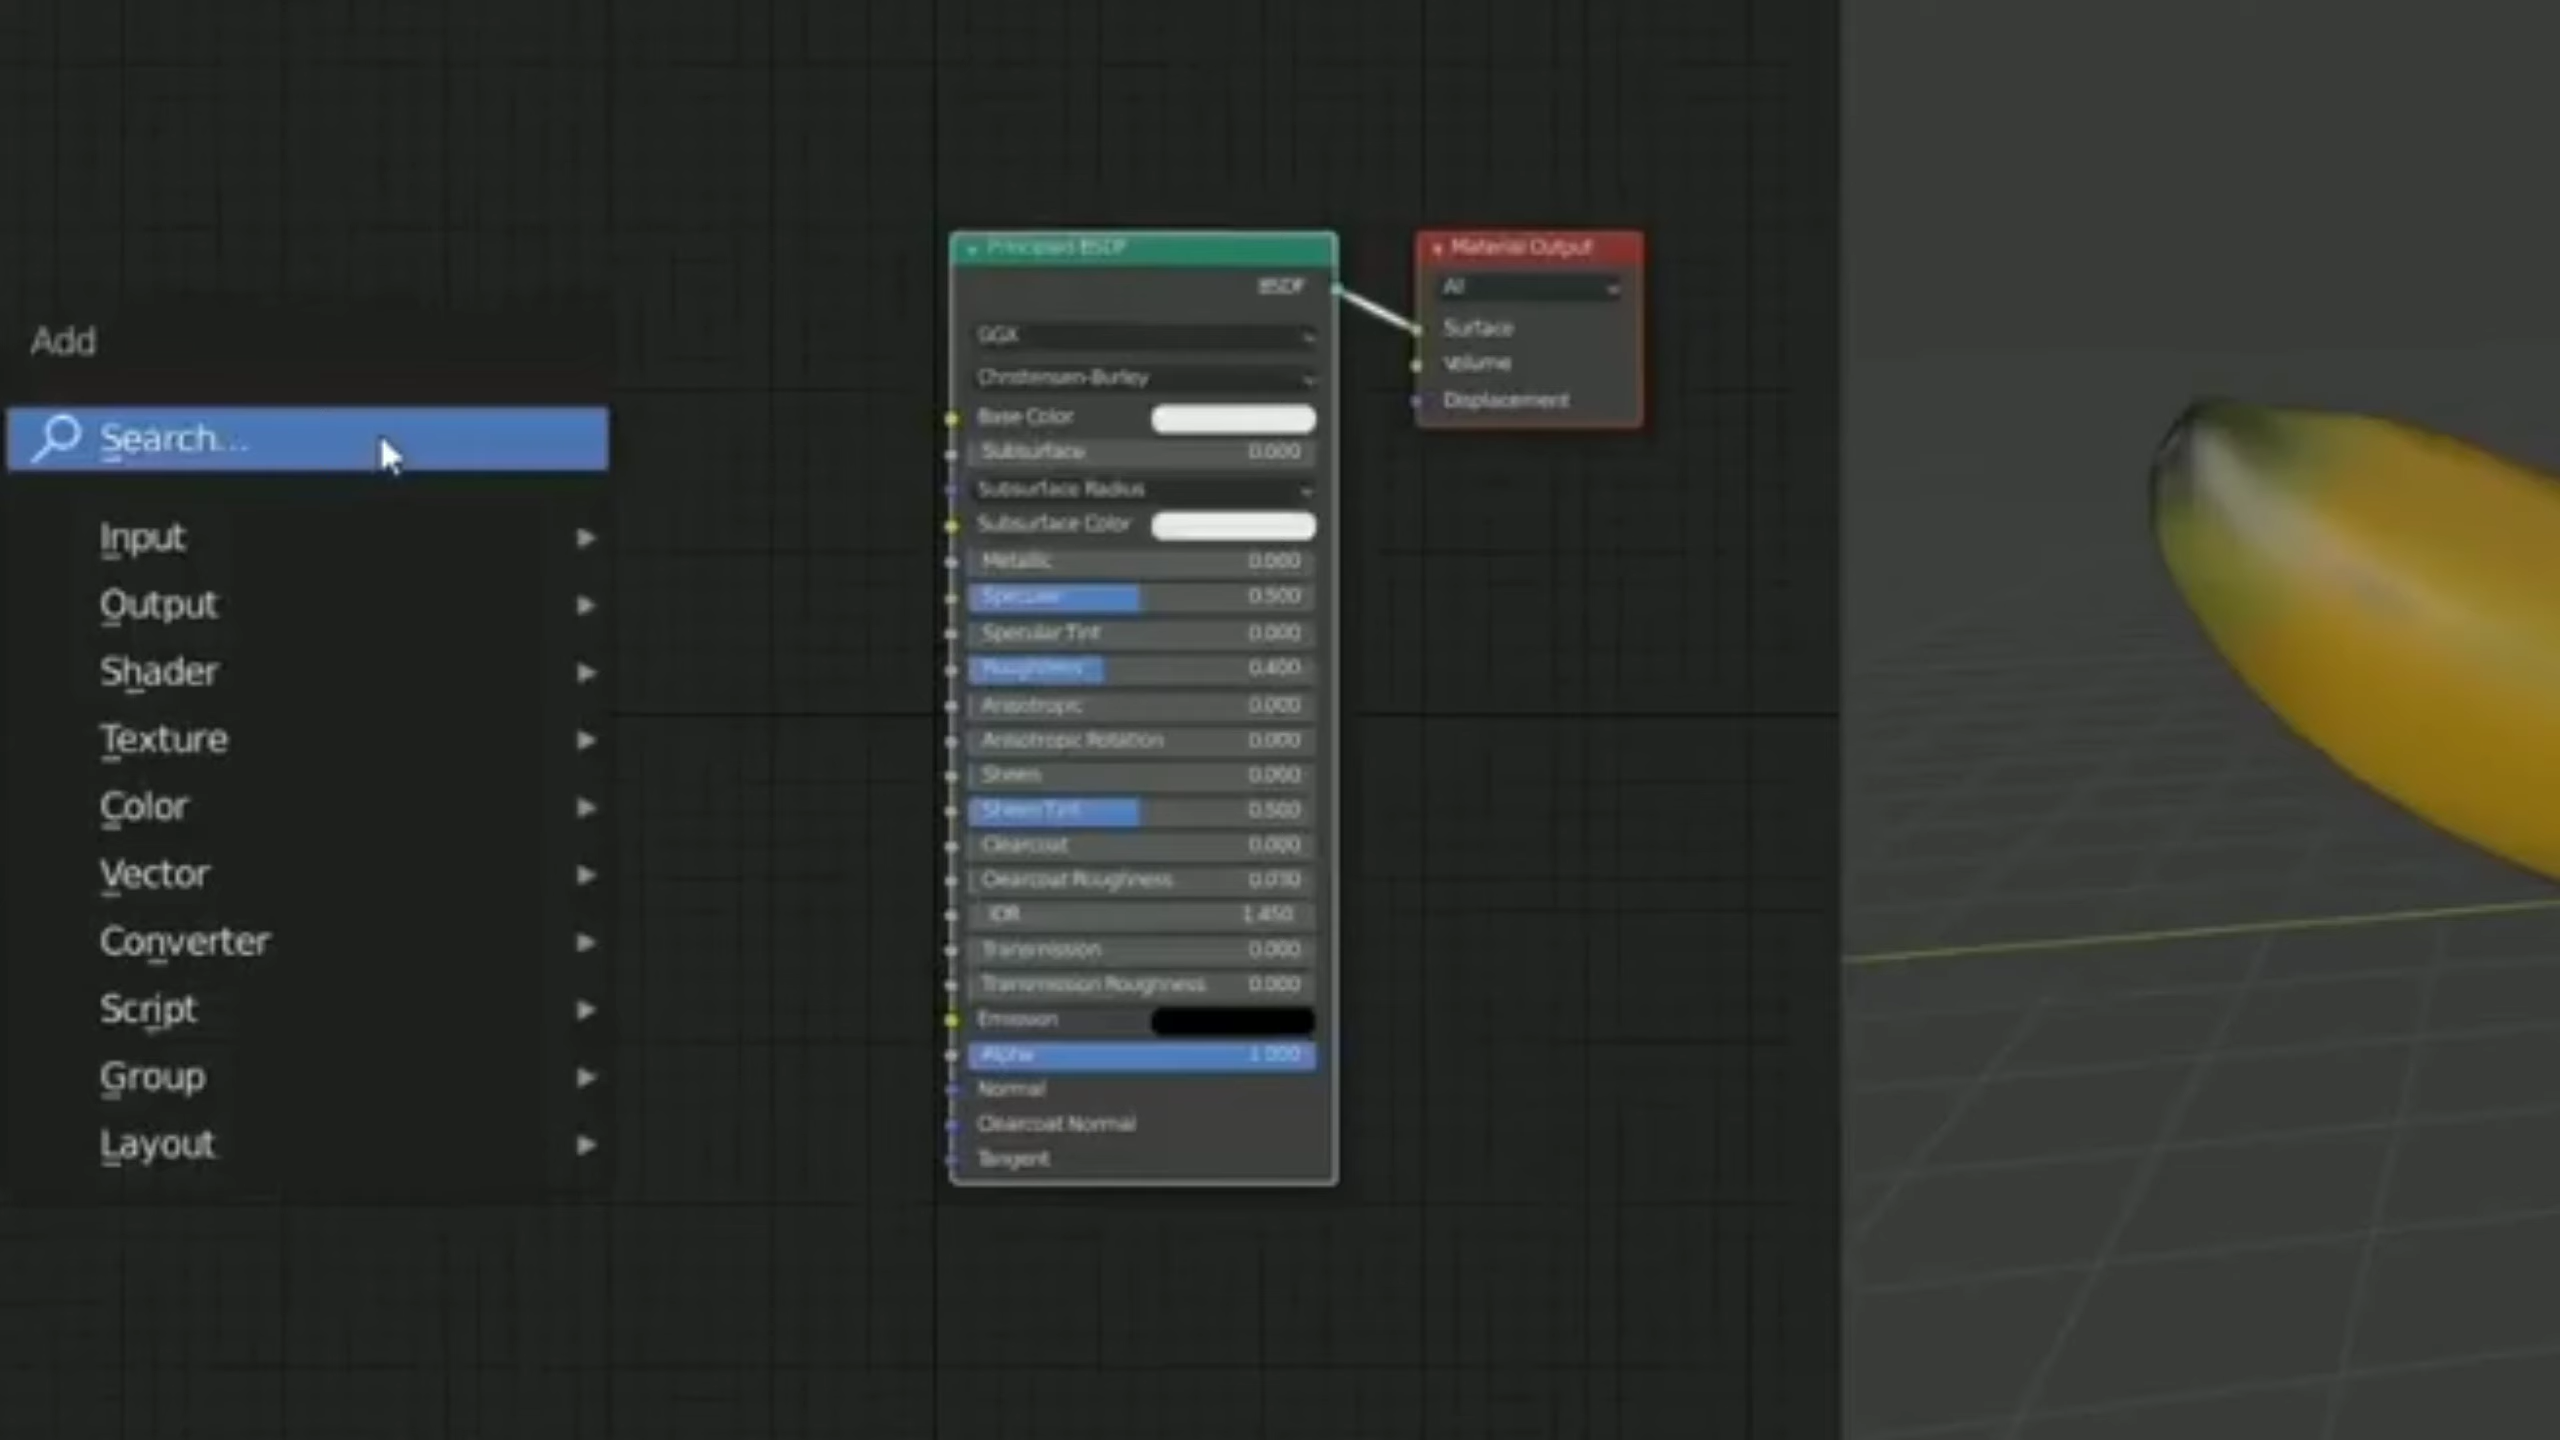 Add
Search...
Input
Output
Shader
Texture
Color
Vector
Converter
Script
Group
Layout
Principled BSDF
BSDF
GGX
Christensen-Burley
Base Color
Subsurface 0.000
Subsurface Radius
Subsurface Color
Metallic 0.000
Specular 0.500
Specular Tint 0.000
Roughness 0.400
Anisotropic 0.000
Anisotropic Rotation 0.000
Sheen 0.000
Sheen Tint 0.500
Clearcoat 0.000
Clearcoat Roughness 0.030
IOR 1.450
Transmission 0.000
Transmission Roughness 0.000
Emission
Alpha 1.000
Normal
Clearcoat Normal
Tangent
Material Output
All
Surface
Volume
Displacement